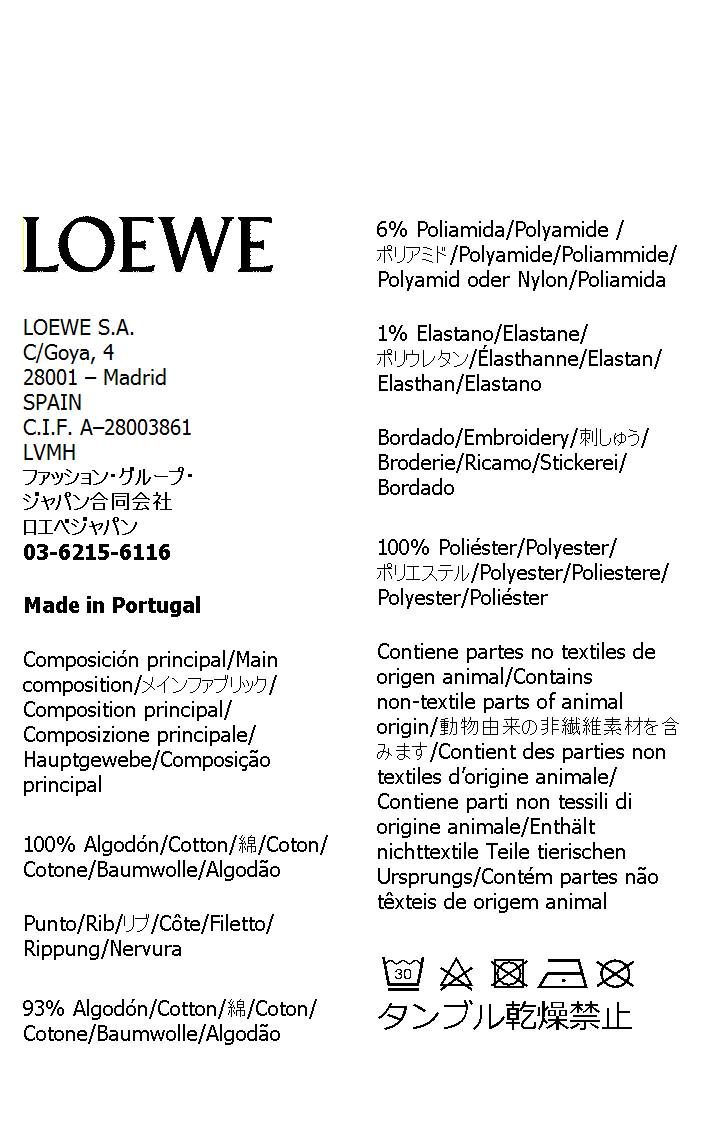 LOEWE
LOEWE S.A.
C/Goya, 4
28001 – Madrid
SPAIN
C.I.F. A–28003861
LVMH
ファッション・グループ・
ジャパン合同会社
ロエベジャパン
03-6215-6116
Made in Portugal
Composición principal/Main
composition/メインファブリック/
Composition principal/
Composizione principale/
Hauptgewebe/Composição
principal
100% Algodón/Cotton/綿/Coton/
Cotone/Baumwolle/Algodão
Punto/Rib/リブ/Côte/Filetto/
Rippung/Nervura
93% Algodón/Cotton/綿/Coton/
Cotone/Baumwolle/Algodão
6% Poliamida/Polyamide /
ポリアミド/Polyamide/Poliammide/
Polyamid oder Nylon/Poliamida
1% Elastano/Elastane/
ポリウレタン/Élasthanne/Elastan/
Elasthan/Elastano
Bordado/Embroidery/刺しゅう/
Broderie/Ricamo/Stickerei/
Bordado
100% Poliéster/Polyester/
ポリエステル/Polyester/Poliestere/
Polyester/Poliéster
Contiene partes no textiles de
origen animal/Contains
non-textile parts of animal
origin/動物由来の非繊維素材を含
みます/Contient des parties non
textiles d’origine animale/
Contiene parti non tessili di
origine animale/Enthält
nichttextile Teile tierischen
Ursprungs/Contém partes não
têxteis de origem animal
30
タンブル乾燥禁止